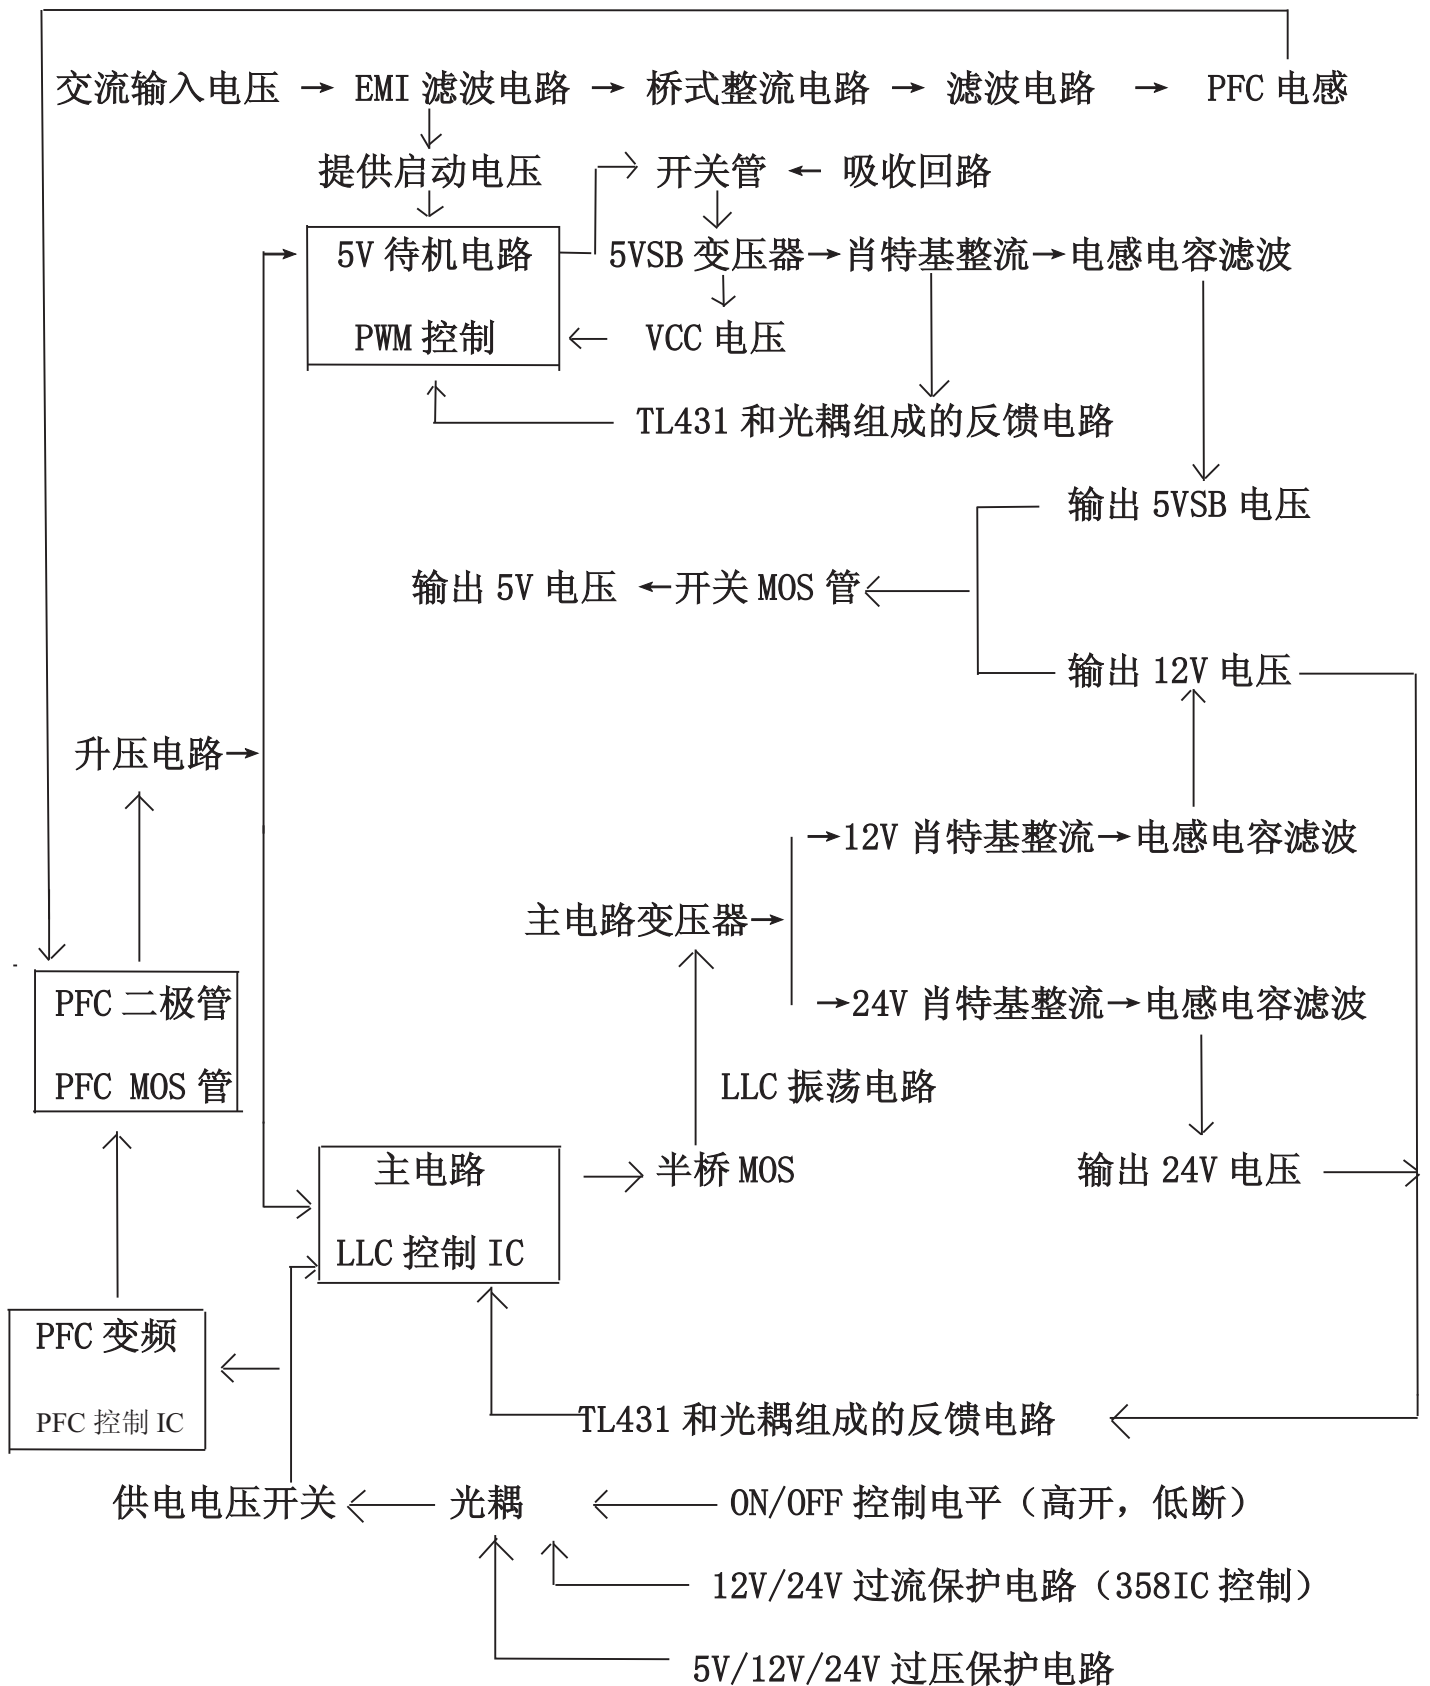 交流输入电压 → EMI 滤波电路 → 桥式整流电路 → 滤波电路 → PFC 电感
提供启动电压 开关管 ← 吸收回路
5V 待机电路 5VSB 变压器→肖特基整流→电感电容滤波
PWM 控制 VCC 电压
TL431 和光耦组成的反馈电路
输出 5VSB 电压
输出 5V 电压 ←开关 MOS 管
输出 12V 电压
升压电路→
→12V 肖特基整流→电感电容滤波
主电路变压器→
PFC 二极管 →24V 肖特基整流→电感电容滤波
PFC MOS 管 LLC 振荡电路
主电路 半桥 MOS 输出 24V 电压
LLC 控制 IC
PFC 变频
PFC 控制 IC TL431 和光耦组成的反馈电路
供电电压开关 光耦 ON/OFF 控制电平（高开，低断）
12V/24V 过流保护电路（358IC 控制）
5V/12V/24V 过压保护电路